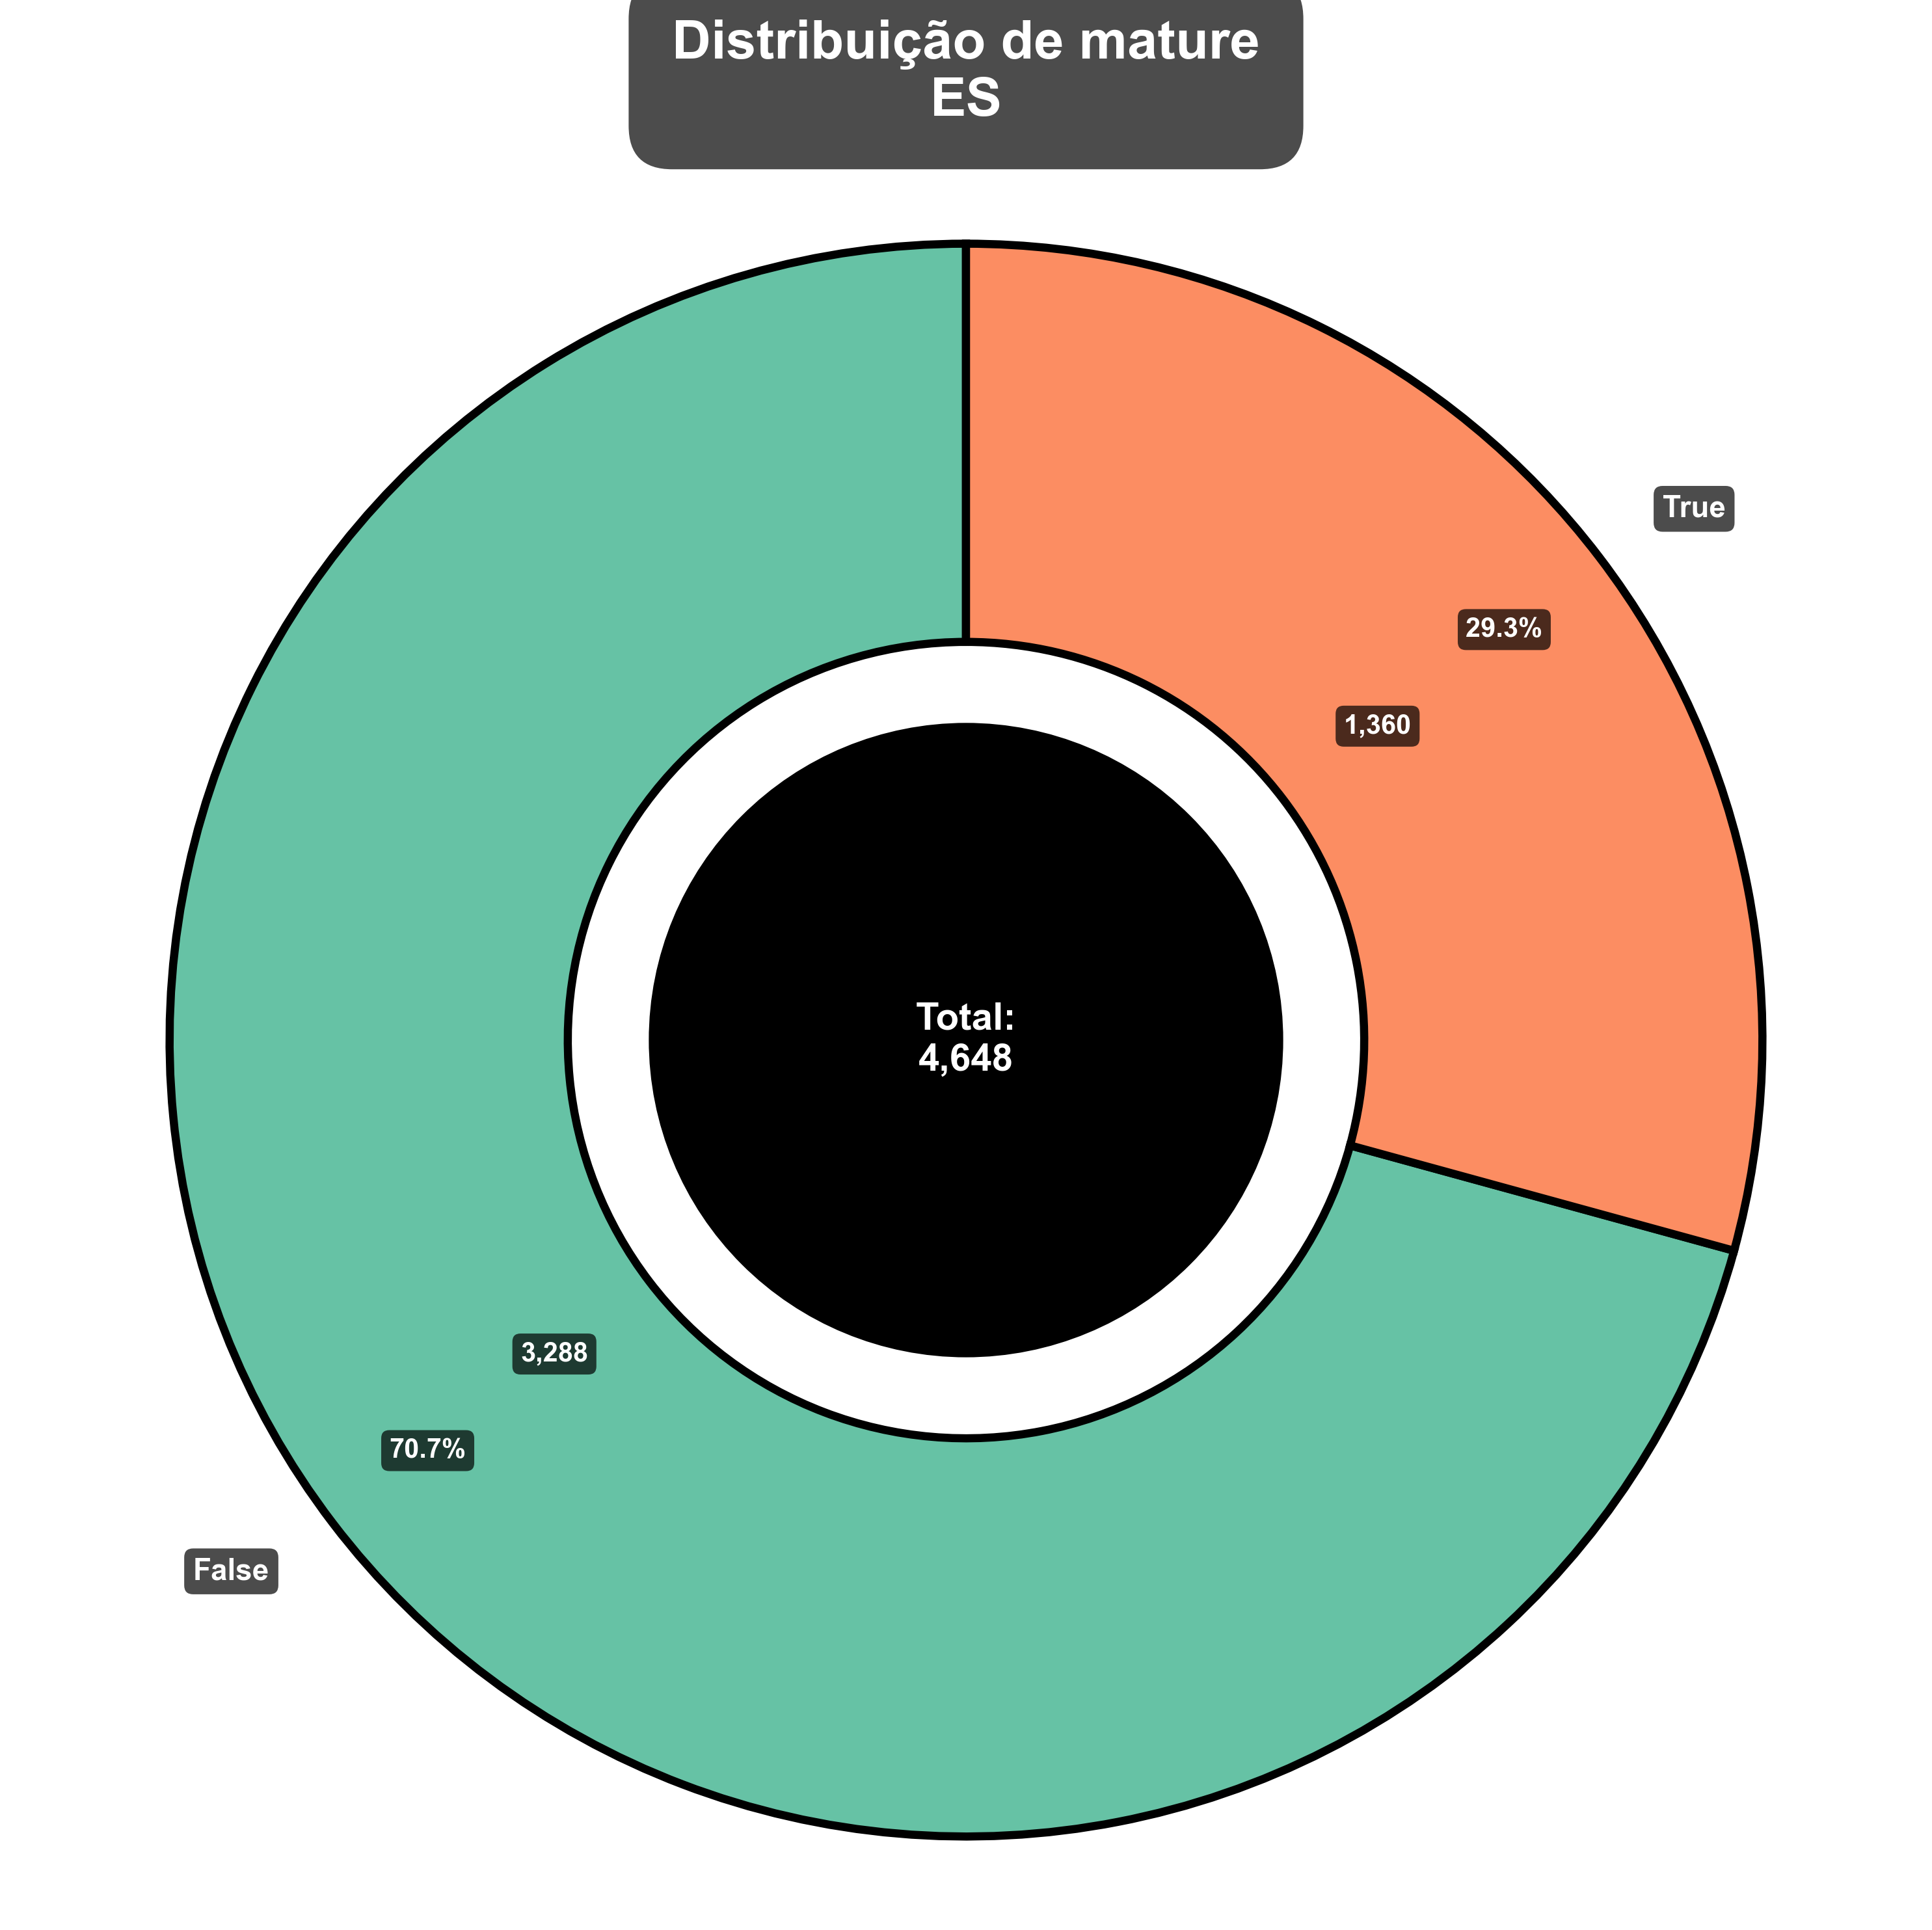 Distribuição de mature
ES
True
29.3%
1,360
Total:
4,648
3,288
70.7%
False